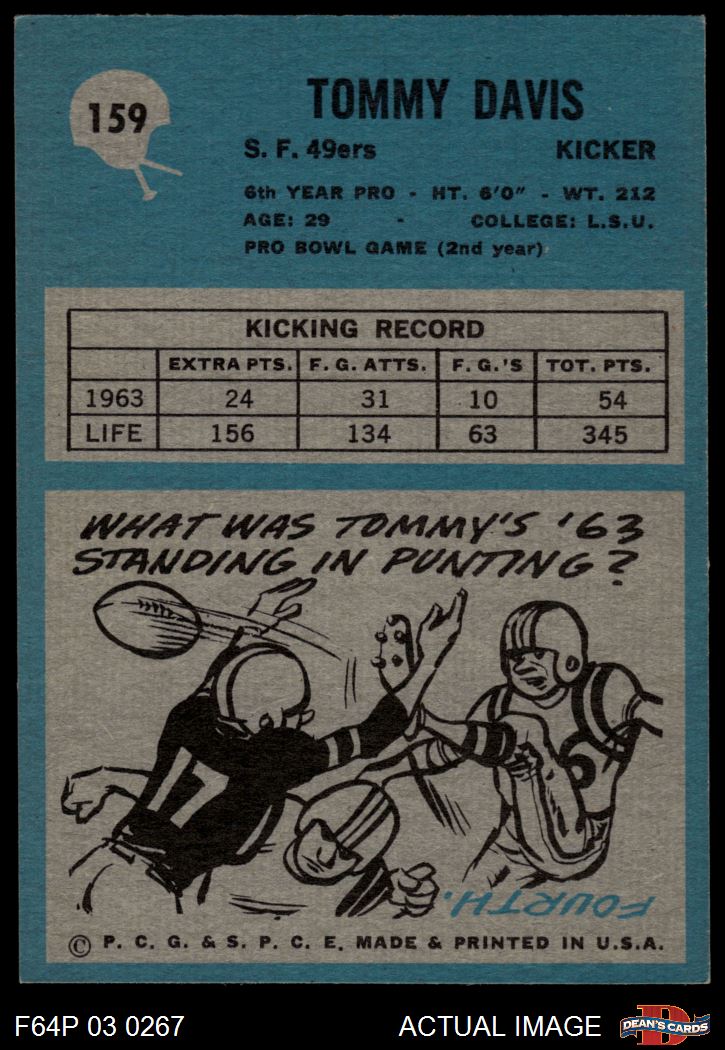 159
TOMMY DAVIS
S. F. 49ers KICKER
6th YEAR PRO - HT. 6'0" - WT. 212
AGE: 29 - COLLEGE: L.S.U.
PRO BOWL GAME (2nd year)
KICKING RECORD
EXTRA PTS. F. G. ATTS. F. G.'S TOT. PTS.
1963 24 31 10 54
LIFE 156 134 63 345
WHAT WAS TOMMY'S '63
STANDING IN PUNTING?
17
FOURTH.
© P. C. G. & S. P. C. E. MADE & PRINTED IN U.S.A.
F64P 03 0267 ACTUAL IMAGE D DEAN'S CARDS